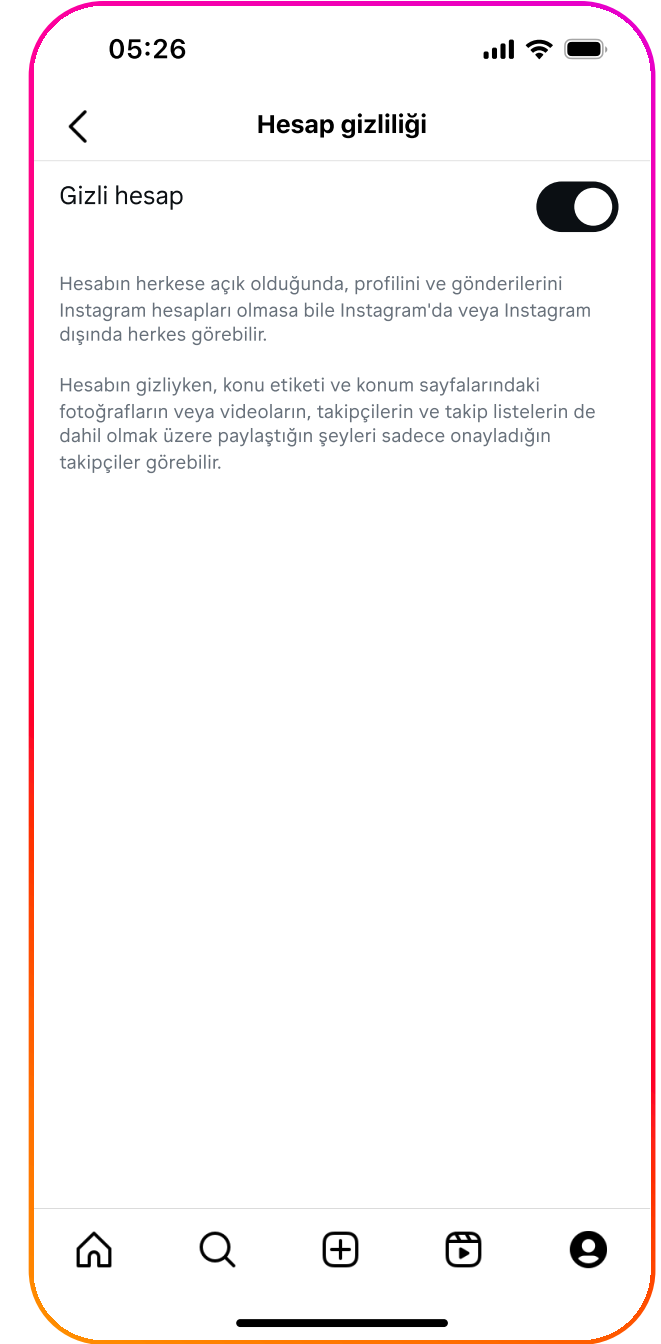 05:26
Hesap gizliliği
Gizli hesap
Hesabın herkese açık olduğunda, profilini ve gönderilerini
Instagram hesapları olmasa bile Instagram'da veya Instagram
dışında herkes görebilir.
Hesabın gizliyken, konu etiketi ve konum sayfalarındaki
fotoğrafların veya videoların, takipçilerin ve takip listelerin de
dahil olmak üzere paylaştığın şeyleri sadece onayladığın
takipçiler görebilir.